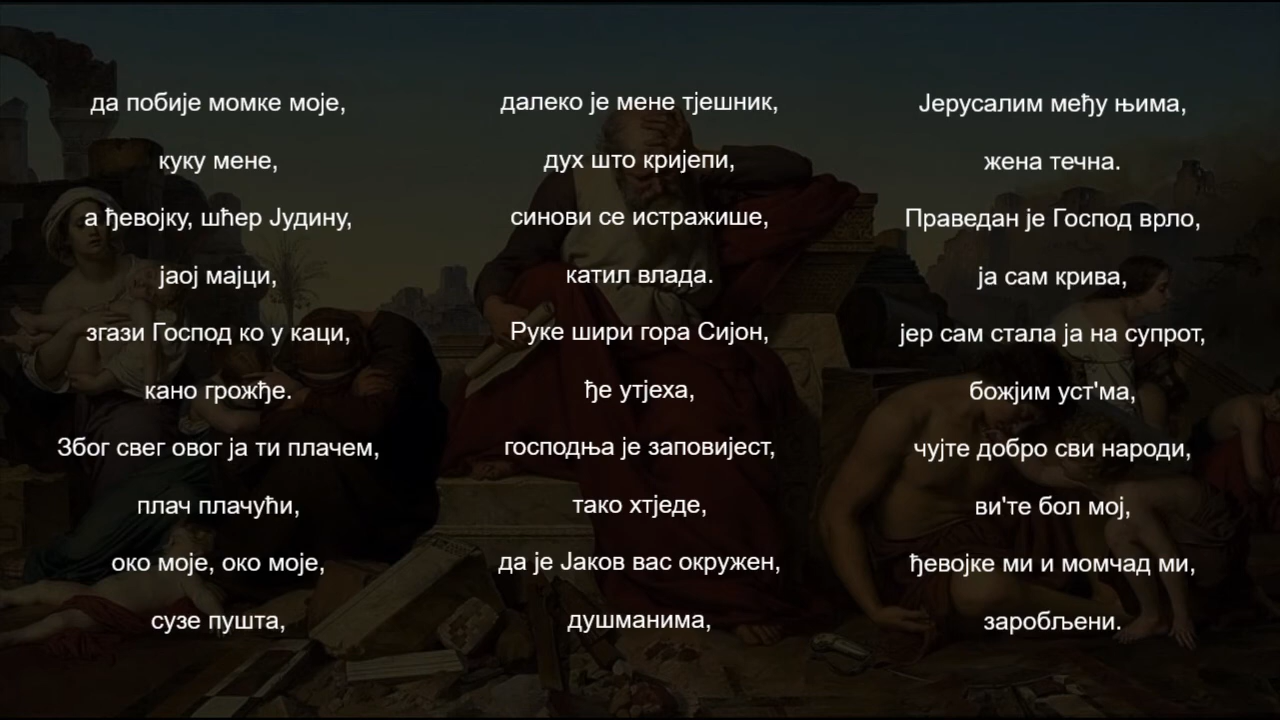 да побије момке моје,
куку мене,
а ђевојку, шћер Јудину,
јаој мајци,
згази Господ ко у каци,
кано грожђе.
Због свег овог ја ти плачем,
плач плачући,
око моје, око моје,
сузе пушта,
далеко је мене тјешник,
дух што кријепи,
синови се истражише,
катил влада.
Руке шири гора Сијон,
ђе утјеха,
господња је заповијест,
тако хтједе,
да је Јаков вас окружен,
душманима,
Јерусалим међу њима,
жена течна.
Праведан је Господ врло,
ја сам крива,
јер сам стала ја на супрот,
божјим уст'ма,
чујте добро сви народи,
ви'те бол мој,
ђевојке ми и момчад ми,
заробљени.